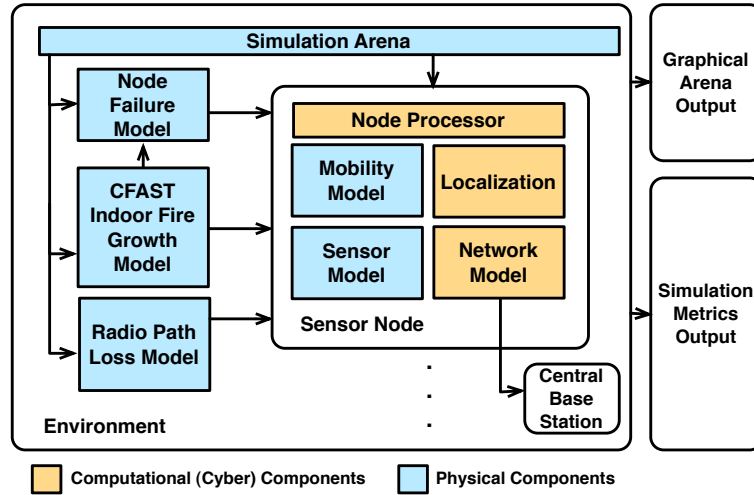 Simulation Arena
Node
Failure
Model
CFAST
Indoor Fire
Growth
Model
Radio Path
Loss Model
Node Processor
Mobility
Model
Localization
Sensor
Model
Network
Model
Sensor Node
.
.
.
Central
Base
Station
Environment
Graphical
Arena
Output
Simulation
Metrics
Output
Computational (Cyber) Components
Physical Components